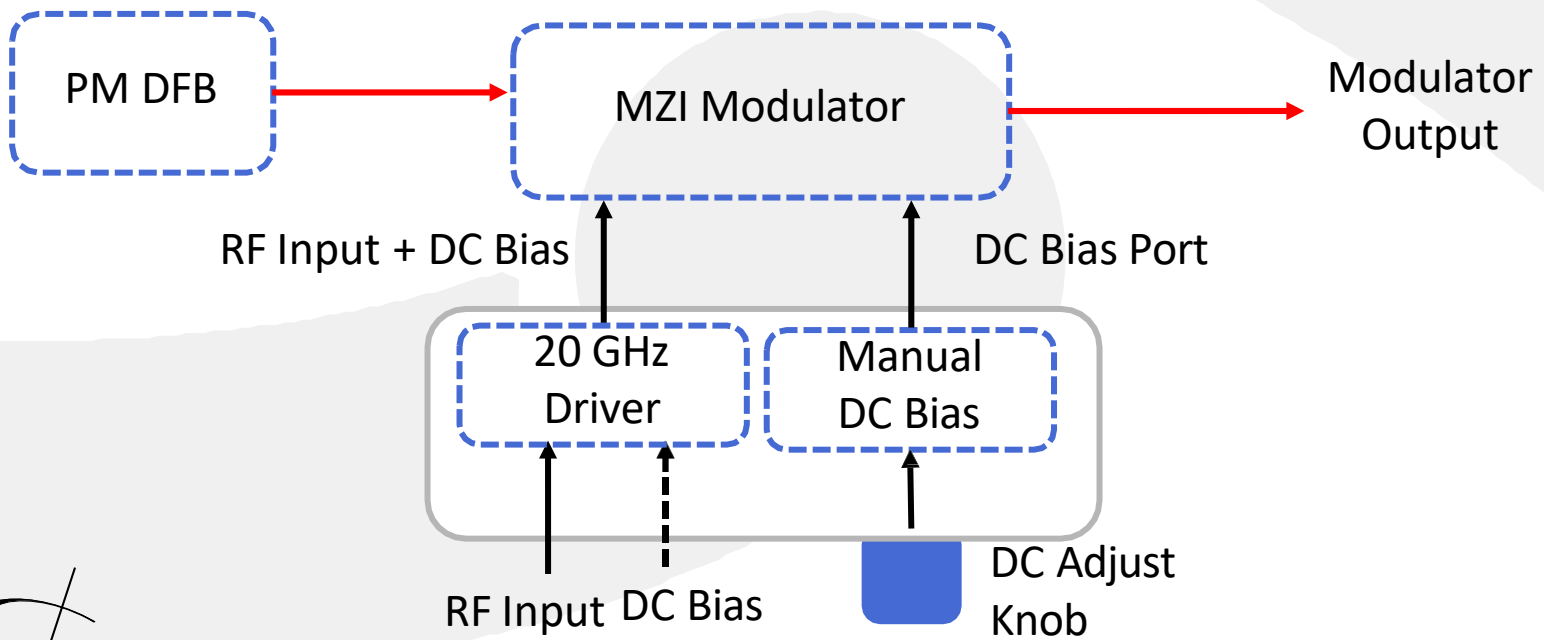 PM DFB
MZI Modulator
Modulator
Output
RF Input + DC Bias
DC Bias Port
20 GHz
Driver
Manual
DC Bias
RF Input
DC Bias
DC Adjust
Knob